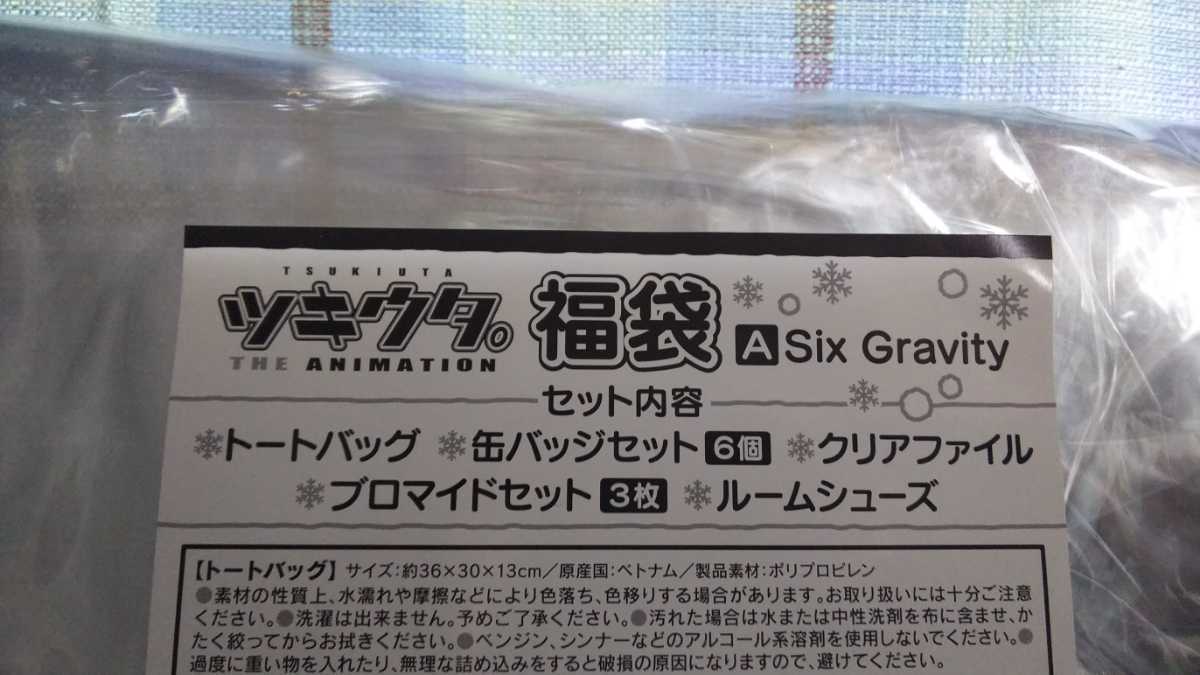 TSUKIUTA
ツキウタ。 福袋 A Six Gravity
THE ANIMATION
セット内容
トートバッグ 缶バッジセット 6個 クリアファイル
ブロマイドセット 3枚 ルームシューズ
【トートバッグ】サイズ:約36×30×13cm/原産国:ベトナム/製品素材:ポリプロピレン
●素材の性質上、水濡れや摩擦などにより色落ち、色移りする場合があります。お取り扱いには十分ご注意
ください。●洗濯は出来ません。予めご了承ください。●汚れた場合は水または中性洗剤を布に含ませ、か
たく絞ってからお拭きください。●ベンジン、シンナーなどのアルコール系溶剤を使用しないでください。●
過度に重い物を入れたり、無理な詰め込みをすると破損の原因になりますので、避けてください。